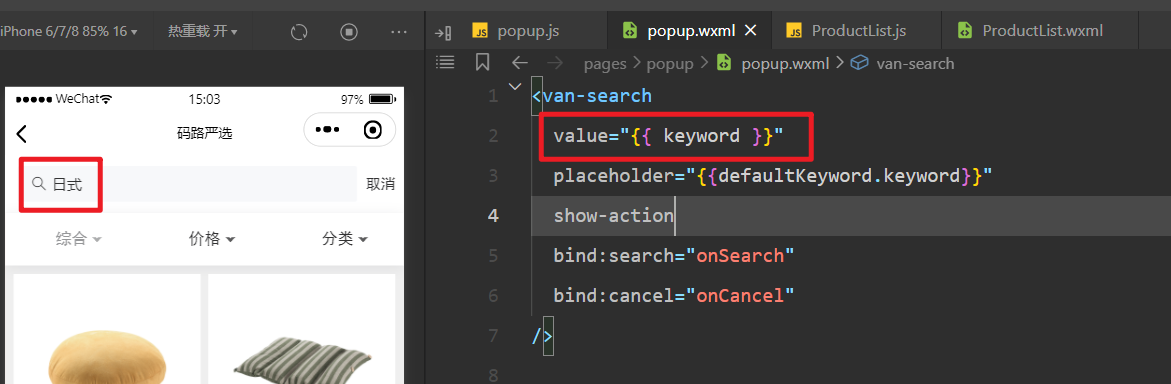 iPhone 6/7/8 85% 16 热重载 开
popup.js popup.wxml ProductList.js ProductList.wxml
pages > popup > popup.wxml > van-search
WeChat 15:03 97%
码路严选
日式 取消
综合 价格 分类
1 <van-search
2 value="{{ keyword }}"
3 placeholder="{{defaultKeyword.keyword}}"
4 show-action
5 bind:search="onSearch"
6 bind:cancel="onCancel"
7 />
8